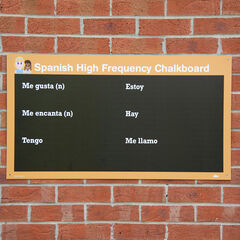 Spanish High Frequency Chalkboard
Me gusta (n) Estoy
Me encanta (n) Hay
Tengo Me llamo